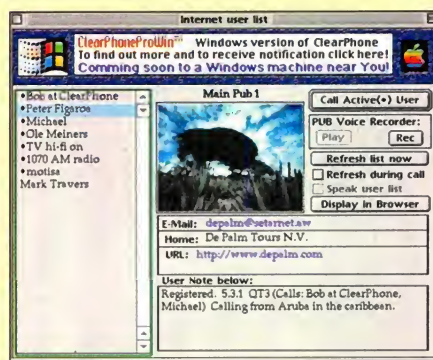 Internet user list
ClearPhoneProWin™ Windows version of ClearPhone
To find out more and to receive notification click here!
Comming soon to a Windows machine near You!
•Bob at ClearPhone
•Peter Figaroa
•Michael
•Ole Meiners
•TV hi-fi on
•1070 AM radio
•motisa
Mark Travers
Main Pub 1
Call Active(•) User
PUB Voice Recorder:
Play Rec
Refresh list now
Refresh during call
Speak user list
Display in Browser
E-Mail: depalm@setarnet.aw
Home: De Palm Tours N.V.
URL: http://www.depalm.com
User Note below:
Registered. 5.3.1 QT3 (Calls: Bob at ClearPhone,
Michael) Calling from Aruba in the caribbean.